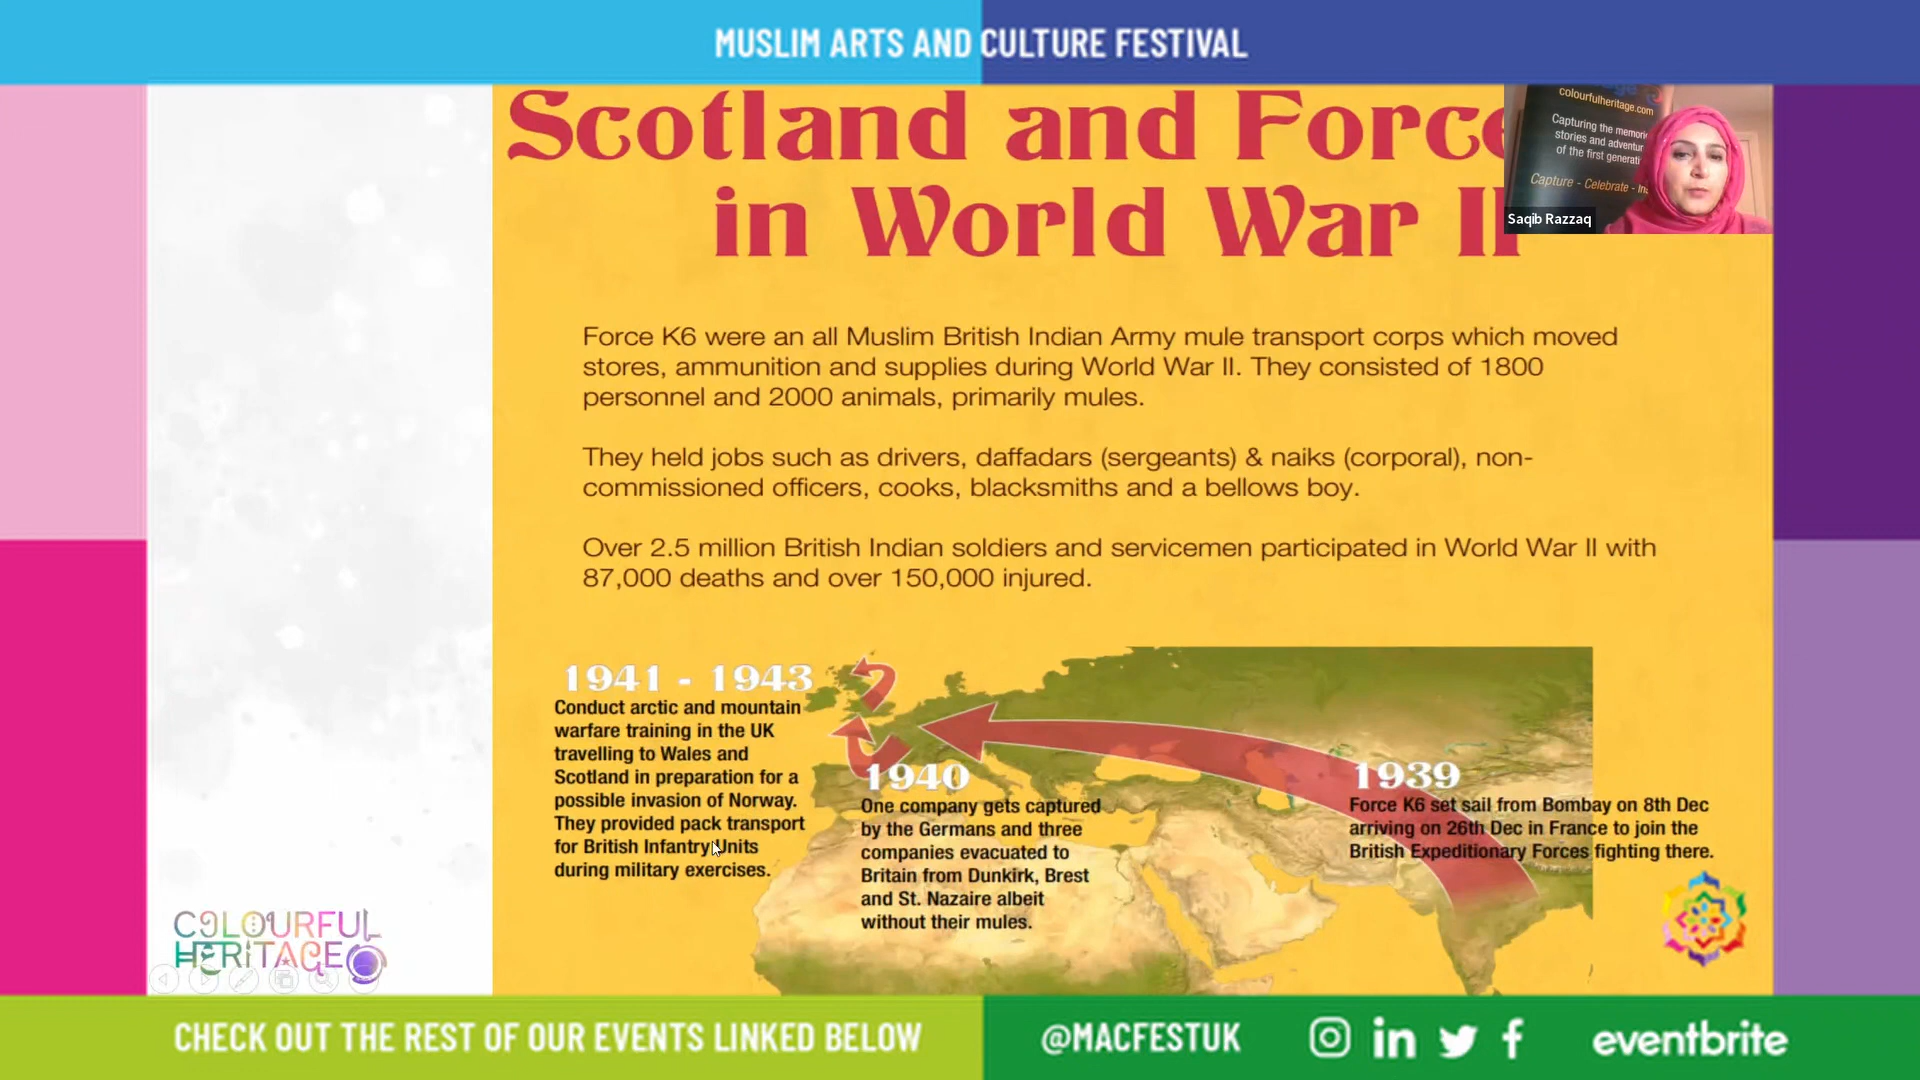 MUSLIM ARTS AND CULTURE FESTIVAL
Scotland and Force
in World War II
colourfulheritage.com
Capturing the
stories and
of the first
Capture - Celebrate -
Saqib Razzaq
Force K6 were an all Muslim British Indian Army mule transport corps which moved
stores, ammunition and supplies during World War II. They consisted of 1800
personnel and 2000 animals, primarily mules.
They held jobs such as drivers, daffadars (sergeants) & naiks (corporal), non-
commissioned officers, cooks, blacksmiths and a bellows boy.
Over 2.5 million British Indian soldiers and servicemen participated in World War II with
87,000 deaths and over 150,000 injured.
1941 - 1943
Conduct arctic and mountain
warfare training in the UK
travelling to Wales and
Scotland in preparation for a
possible invasion of Norway.
They provided pack transport
for British Infantry Units
during military exercises.
1940
One company gets captured
by the Germans and three
companies evacuated to
Britain from Dunkirk, Brest
and St. Nazaire albeit
without their mules.
1939
Force K6 set sail from Bombay on 8th Dec
arriving on 26th Dec in France to join the
British Expeditionary Forces fighting there.
COLOURFUL
HERITAGE
CHECK OUT THE REST OF OUR EVENTS LINKED BELOW
@MACFESTUK
eventbrite